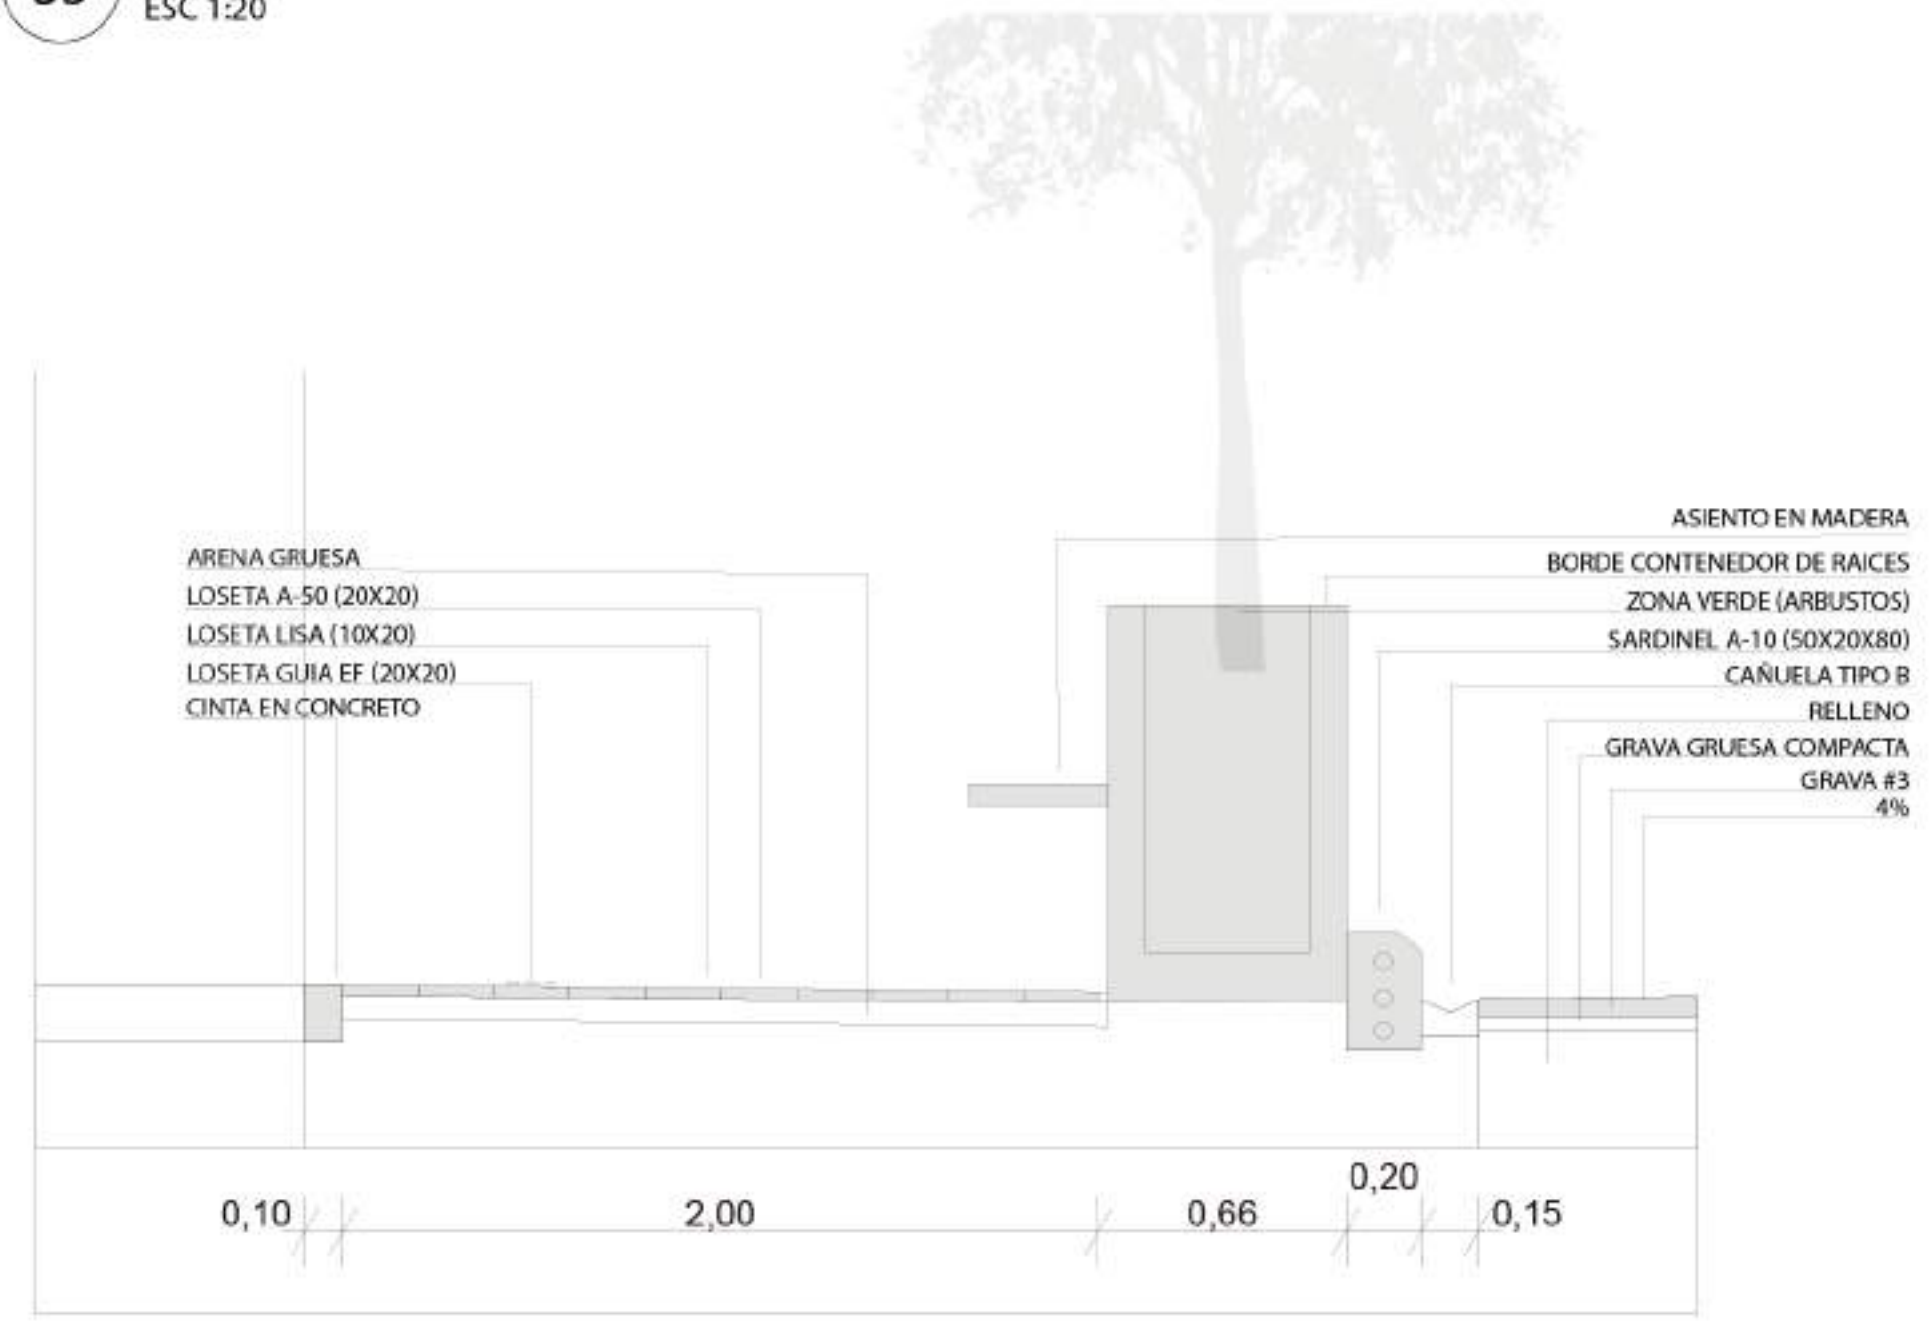 ESC 1:20
ARENA GRUESA
LOSETA A-50 (20X20)
LOSETA LISA (10X20)
LOSETA GUIA EF (20X20)
CINTA EN CONCRETO
ASIENTO EN MADERA
BORDE CONTENEDOR DE RAICES
ZONA VERDE (ARBUSTOS)
SARDINEL A-10 (50X20X80)
CAÑUELA TIPO B
RELLENO
GRAVA GRUESA COMPACTA
GRAVA #3
4%
0,10
2,00
0,66
0,20
0,15